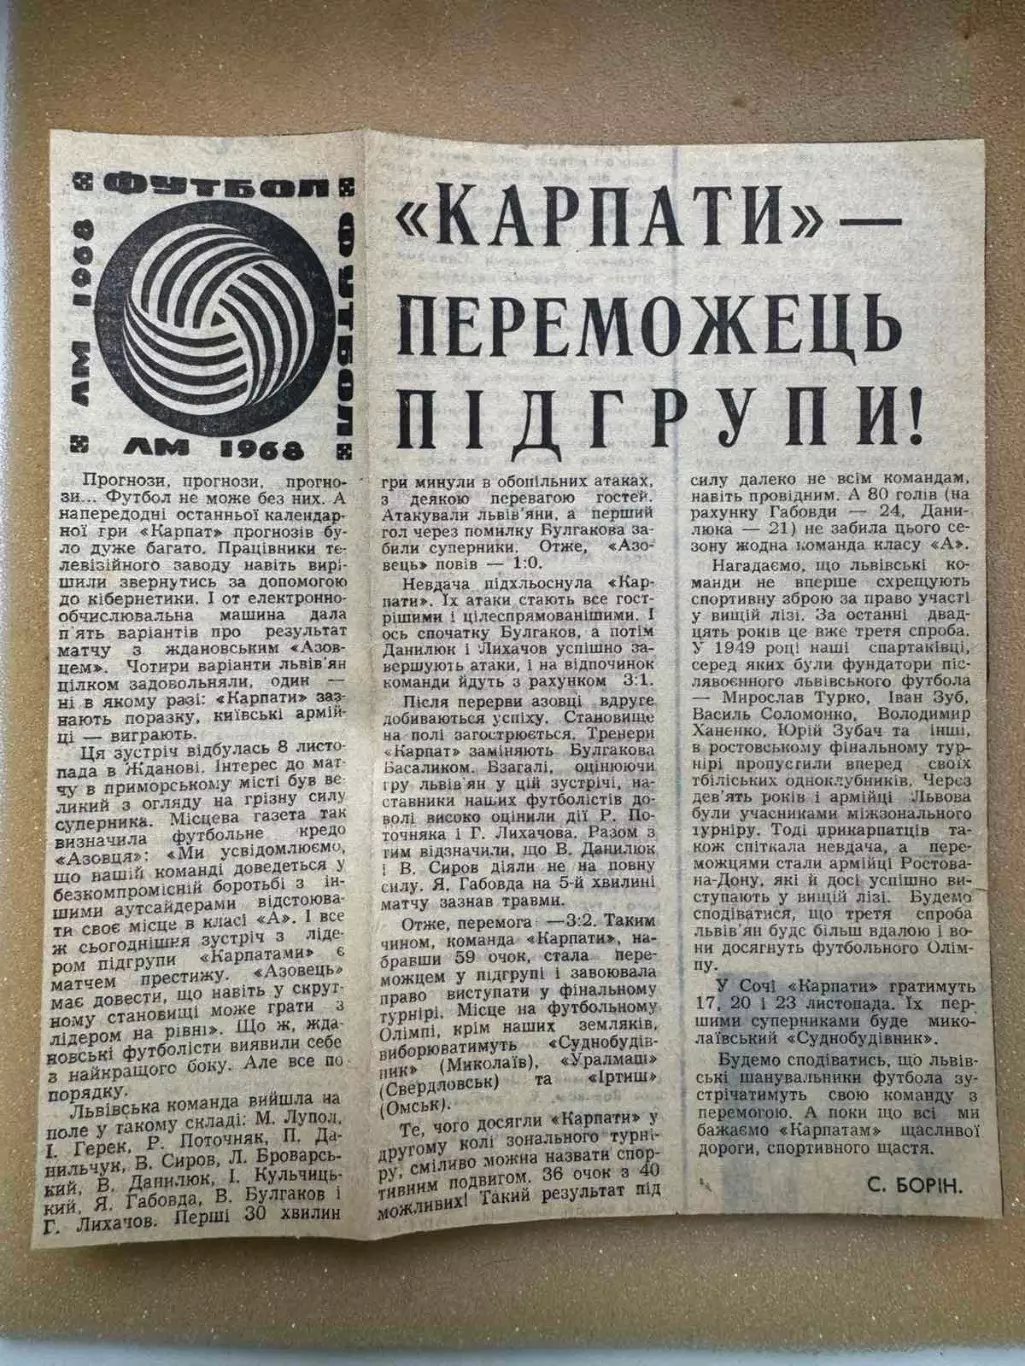 ФУТБОЛ
ФУТБОЛ
ЛМ 1968
ЛМ 1968
«КАРПАТИ» —
ПЕРЕМОЖЕЦЬ
ПІДГРУПИ!
Прогнози, прогнози, прогно-
зи... Футбол не може без них. А
напередодні останньої календар-
ної гри «Карпат» прогнозів бу-
ло дуже багато. Працівники те-
левізійного заводу навіть вирі-
шили звернутись за допомогою
до кібернетики. І от електронно-
обчислювальна машина дала
п'ять варіантів про результат
матчу з ждановським «Азов-
цем». Чотири варіанти львів'ян
цілком задовольняли, один —
ні в якому разі: «Карпати» заз-
нають поразку, київські армій-
ці — виграють.
Ця зустріч відбулась 8 листо-
пада в Жданові. Інтерес до мат-
чу в приморському місті був ве-
ликий з огляду на грізну силу
суперника. Місцева газета так
визначила футбольне кредо
«Азовця»: «Ми усвідомлюємо,
що нашій команді доведеться у
безкомпромісній боротьбі з ін-
шими аутсайдерами відстоюва-
ти своє місце в класі «А». І все
ж сьогоднішня зустріч з ліде-
ром підгрупи «Карпатами» є
матчем престижу. «Азовець»
має довести, що навіть у скрут-
ному становищі може грати з
лідером на рівні». Що ж, жда-
новські футболісти виявили себе
з найкращого боку. Але все по-
порядку.
Львівська команда вийшла на
поле у такому складі: М. Лупол,
І. Герек, Р. Поточняк, П. Да-
нильчук, В. Сиров, Л. Броварсь-
кий, В. Данилюк, І. Кульчиць-
кий, Я. Габовда, В. Булгаков і
Г. Лихачов. Перші 30 хвилин
гри минули в обопільних атаках,
з деякою перевагою гостей.
Атакували львів'яни, а перший
гол через помилку Булгакова за-
били суперники. Отже, «Азо-
вець» повів — 1:0.
Невдача підхльоснула «Кар-
пати». Їх атаки стають все гост-
рішими і цілеспрямованішими. І
ось спочатку Булгаков, а потім
Данилюк і Лихачов успішно за-
вершують атаки, і на відпочинок
команди йдуть з рахунком 3:1.
Після перерви азовці вдруге
добиваються успіху. Становище
на полі загострюється. Тренери
«Карпат» заміняють Булгакова
Басаликом. Взагалі, оцінюючи
гру львів'ян у цій зустрічі, на-
ставники наших футболістів до-
волі високо оцінили дії Р. По-
точняка і Г. Лихачова. Разом з
тим відзначили, що В. Данилюк
і В. Сиров діяли не на повну
силу. Я. Габовда на 5-й хвилині
матчу зазнав травми.
Отже, перемога —3:2. Таким
чином, команда «Карпати», на-
бравши 59 очок, стала пере-
можцем у підгрупі і завоювала
право виступати у фінальному
турнірі. Місце на футбольному
Олімпі, крім наших земляків,
виборюватимуть «Суднобудів-
ник» (Миколаїв), «Уралмаш»
(Свердловськ) та «Іртиш»
(Омськ).
Те, чого досягли «Карпати» у
другому колі зонального турні-
ру, сміливо можна назвати спор-
тивним подвигом. 36 очок з 40
можливих! Такий результат під
силу далеко не всім командам,
навіть провідним. А 80 голів (на
рахунку Габовди — 24, Дани-
люка — 21) не забила цього се-
зону жодна команда класу «А».
Нагадаємо, що львівські ко-
манди не вперше схрещують
спортивну зброю за право участі
у вищій лізі. За останні двад-
цять років це вже третя спроба.
У 1949 році наші спартаківці,
серед яких були фундатори піс-
лявоєнного львівського футбола
— Мирослав Турко, Іван Зуб,
Василь Соломонко, Володимир
Ханенко, Юрій Зубач та інші,
в ростовському фінальному тур-
нірі пропустили вперед своїх
тбіліських одноклубників. Через
дев'ять років і армійці Львова
були учасниками міжзонального
турніру. Тоді прикарпатців та-
кож спіткала невдача, а пере-
можцями стали армійці Ростова-
на-Дону, які й досі успішно вис-
тупають у вищій лізі. Будемо
сподіватися, що третя спроба
львів'ян буде більш вдалою і во-
ни досягнуть футбольного Олім-
пу.
У Сочі «Карпати» гратимуть
17, 20 і 23 листопада. Їх пер-
шими суперниками буде мико-
лаївський «Суднобудівник».
Будемо сподіватись, що львів-
ські шанувальники футбола зу-
стрічатимуть свою команду з
перемогою. А поки що всі ми
бажаємо «Карпатам» щасливої
дороги, спортивного щастя.
С. БОРІН.